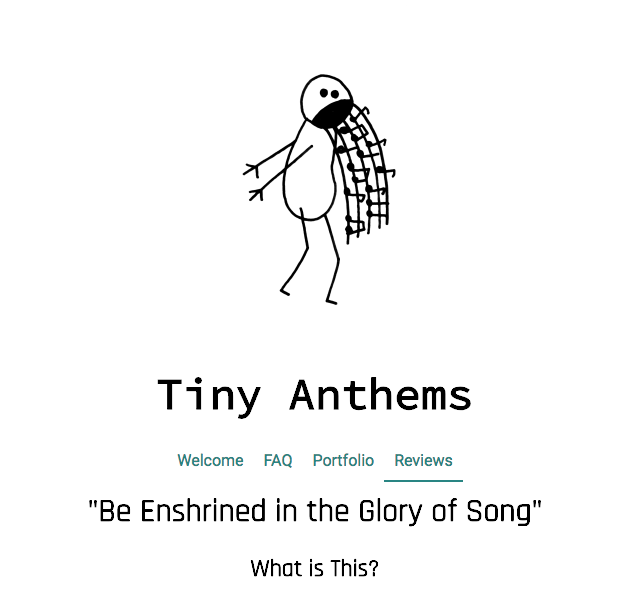 Tiny Anthems
Welcome FAQ Portfolio Reviews
"Be Enshrined in the Glory of Song"
What is This?